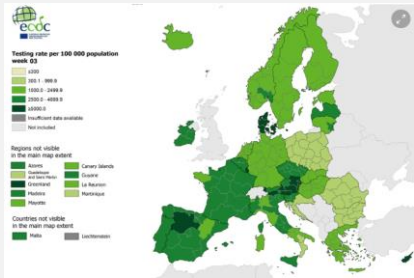 ecdc
Testing rate per 100 000 population
week 03
≤300
300.1 - 999.9
1000.0 - 2499.9
2500.0 - 4999.9
≥5000.0
Insufficient data available
Not included
Regions not visible
in the main map extent
Azores
Guadeloupe
and Saint Martin
Greenland
Madeira
Mayotte
Canary Islands
Guyane
La Reunion
Martinique
Countries not visible
in the main map extent
Malta
Liechtenstein